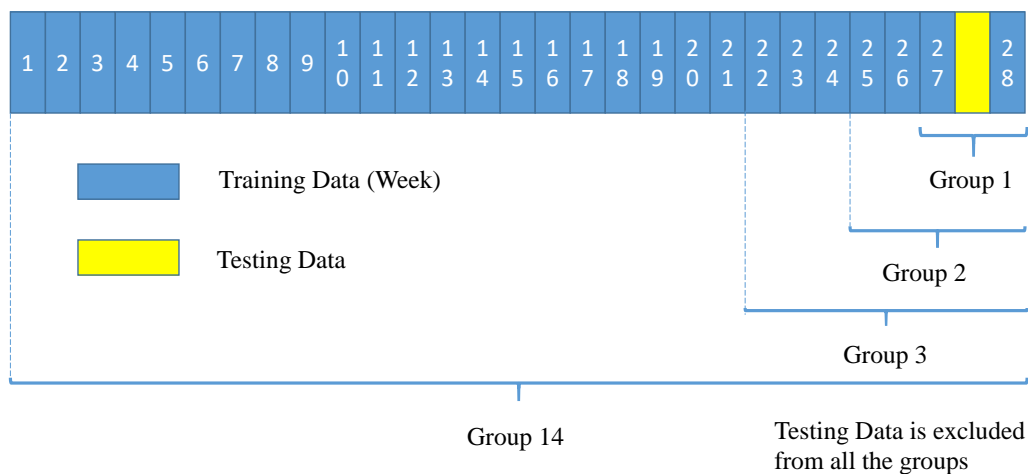 1 2 3 4 5 6 7 8 9 10 11 12 13 14 15 16 17 18 19 20 21 22 23 24 25 26 27 28
Group 1
Training Data (Week)
Testing Data
Group 2
Group 3
Group 14
Testing Data is excluded
from all the groups